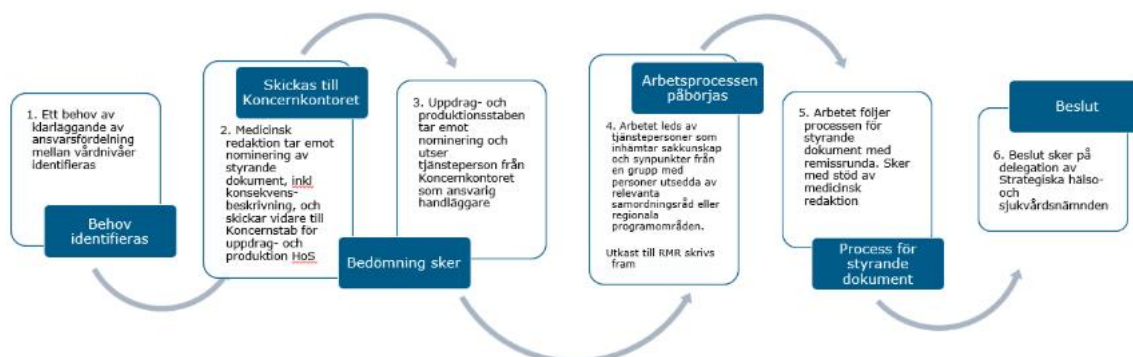 1. Ett behov av
klarläggande av
ansvarsfördelning
mellan vårdnivåer
identifieras
Behov
identifieras
Skickas till
Koncernkontoret
2. Medicinsk
redaktion tar emot
nominering av
styrande
dokument, inkl
konsekvens-
beskrivning, och
skickar vidare till
Koncernstab för
uppdrag- och
produktion HoS
3. Uppdrag- och
produktionsstaben
tar emot
nominering och
utser
tjänsteperson från
Koncernkontoret
som ansvarig
handläggare
Bedömning sker
Arbetsprocessen
påbörjas
4. Arbetet leds av
tjänstepersoner som
inhämtar sakkunskap
och synpunkter från
en grupp med
personer utsedda av
relevanta
samordningsråd eller
regionala
programområden.
Utkast till RMR skrivs
fram
5. Arbetet följer
processen för
styrande
dokument med
remissrunda. Sker
med stöd av
medicinsk
redaktion
Process för
styrande
dokument
Beslut
6. Beslut sker på
delegation av
Strategiska hälso-
och
sjukvårdsnämnden